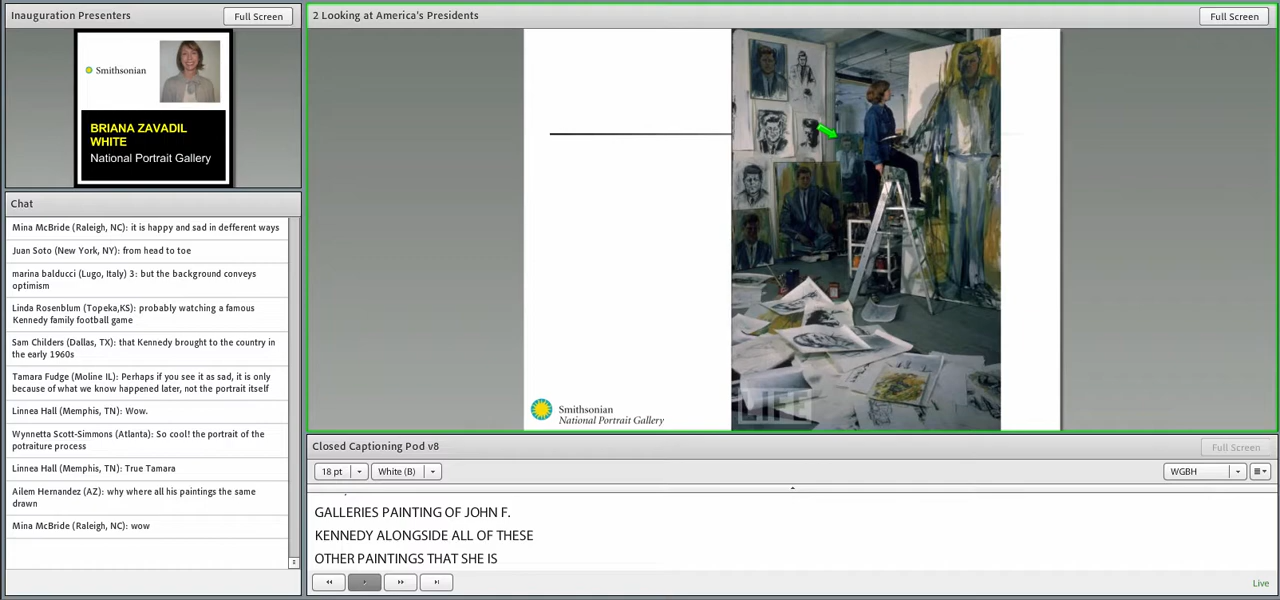 Inauguration Presenters
Full Screen
Smithsonian
BRIANA ZAVADIL
WHITE
National Portrait Gallery
Chat
Mina McBride (Raleigh, NC): it is happy and sad in defferent ways
Juan Soto (New York, NY): from head to toe
marina balducci (Lugo, Italy) 3: but the background conveys
optimism
Linda Rosenblum (Topeka,KS): probably watching a famous
Kennedy family football game
Sam Childers (Dallas, TX): that Kennedy brought to the country in
the early 1960s
Tamara Fudge (Moline IL): Perhaps if you see it as sad, it is only
because of what we know happened later, not the portrait itself
Linnea Hall (Memphis, TN): Wow.
Wynnetta Scott-Simmons (Atlanta): So cool! the portrait of the
potraiture process
Linnea Hall (Memphis, TN): True Tamara
Ailem Hernandez (AZ): why where all his paintings the same
drawn
Mina McBride (Raleigh, NC): wow
2 Looking at America's Presidents
Full Screen
LIFE
Smithsonian
National Portrait Gallery
Closed Captioning Pod v8
Full Screen
18 pt
White (B)
WGBH
GALLERIES PAINTING OF JOHN F.
KENNEDY ALONGSIDE ALL OF THESE
OTHER PAINTINGS THAT SHE IS
Live